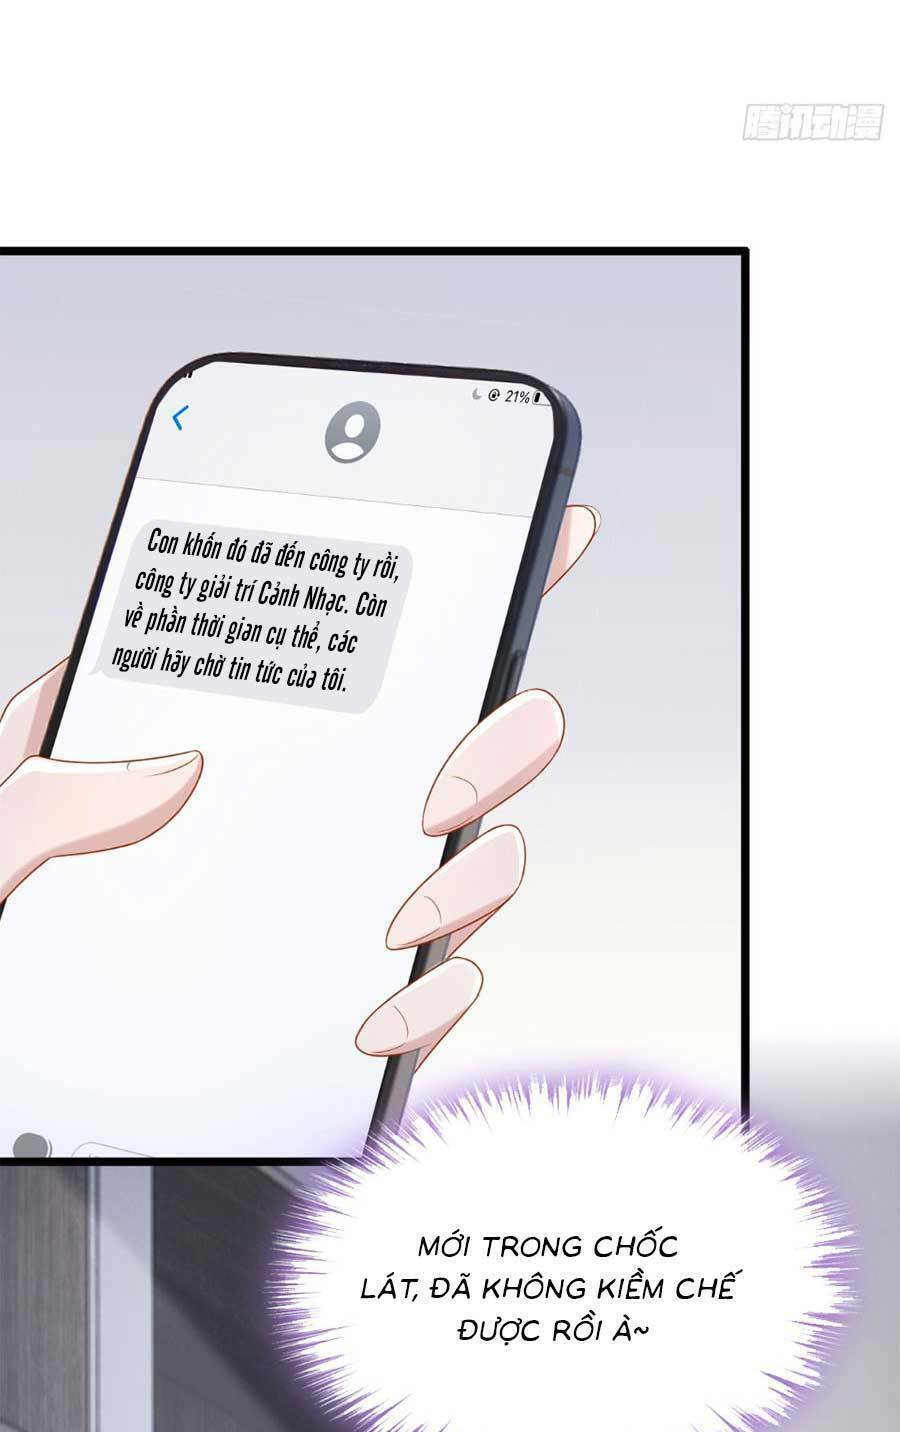 腾讯动漫
21%
Con khốn đó đã đến công ty rồi,
công ty giải trí Cảnh Nhạc. Còn
về phần thời gian cụ thể, các
người hãy chờ tin tức của tôi.
MỚI TRONG CHỐC
LÁT, ĐÃ KHÔNG KIỀM CHẾ
ĐƯỢC RỒI À~